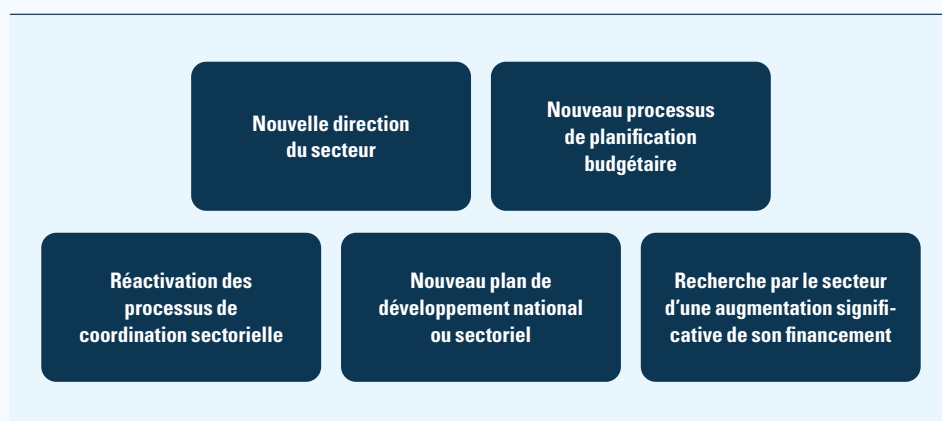 Nouvelle direction
du secteur
Nouveau processus
de planification
budgétaire
Réactivation des
processus de
coordination sectorielle
Nouveau plan de
développement national
ou sectoriel
Recherche par le secteur
d’une augmentation signifi-
cative de son financement